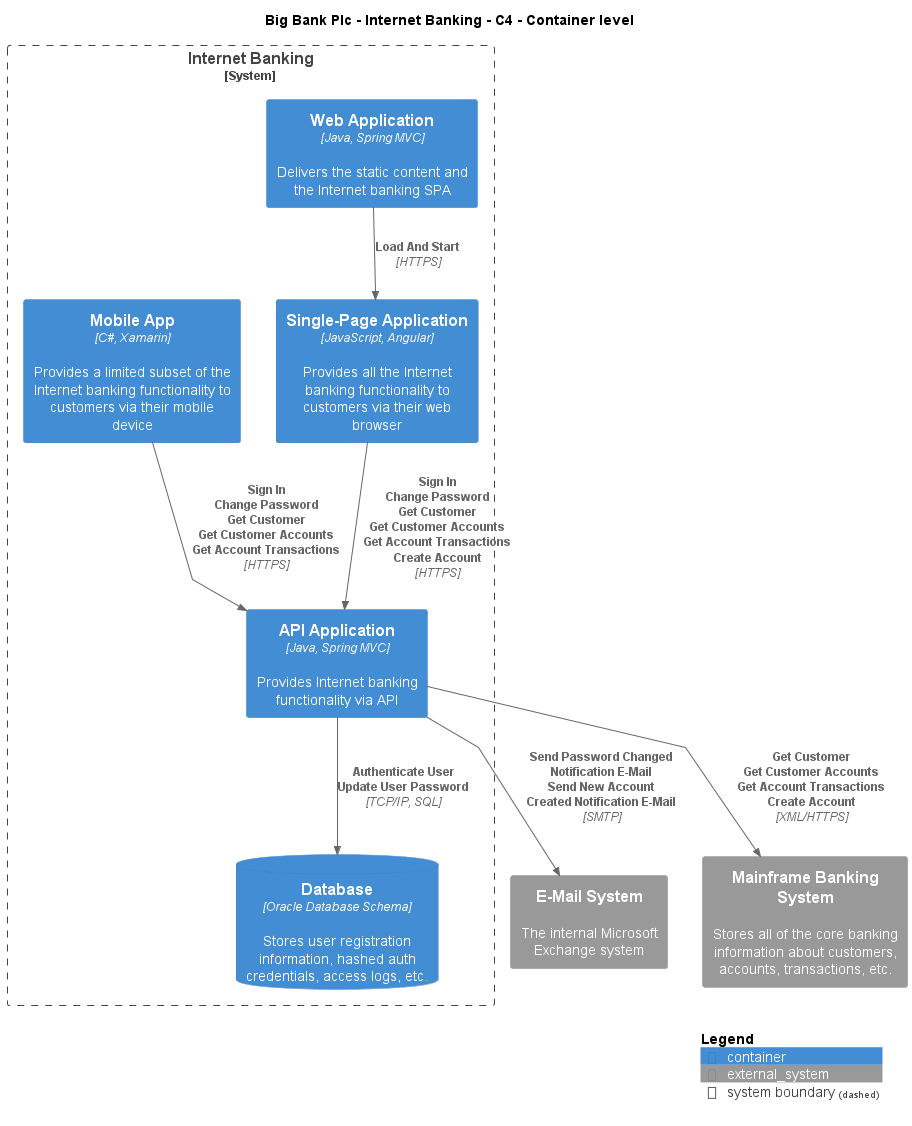 Big Bank Plc - Internet Banking - C4 - Container level
Internet Banking
[System]
Web Application
[Java, Spring MVC]
Delivers the static content and
the Internet banking SPA
Load And Start
[HTTPS]
Mobile App
[C#, Xamarin]
Provides a limited subset of the
Internet banking functionality to
customers via their mobile
device
Single-Page Application
[JavaScript, Angular]
Provides all the Internet
banking functionality to
customers via their web
browser
Sign In
Change Password
Get Customer
Get Customer Accounts
Get Account Transactions
[HTTPS]
Sign In
Change Password
Get Customer
Get Customer Accounts
Get Account Transactions
Create Account
[HTTPS]
API Application
[Java, Spring MVC]
Provides Internet banking
functionality via API
Authenticate User
Update User Password
[TCP/IP, SQL]
Send Password Changed
Notification E-Mail
Send New Account
Created Notification E-Mail
[SMTP]
Get Customer
Get Customer Accounts
Get Account Transactions
Create Account
[XML/HTTPS]
Database
[Oracle Database Schema]
Stores user registration
information, hashed auth
credentials, access logs, etc.
E-Mail System
The internal Microsoft
Exchange system
Mainframe Banking
System
Stores all of the core banking
information about customers,
accounts, transactions, etc.
Legend
container
external_system
system boundary (dashed)